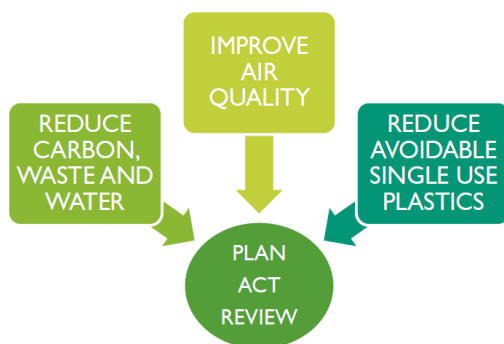 IMPROVE
AIR
QUALITY
REDUCE
CARBON,
WASTE AND
WATER
REDUCE
AVOIDABLE
SINGLE USE
PLASTICS
PLAN
ACT
REVIEW